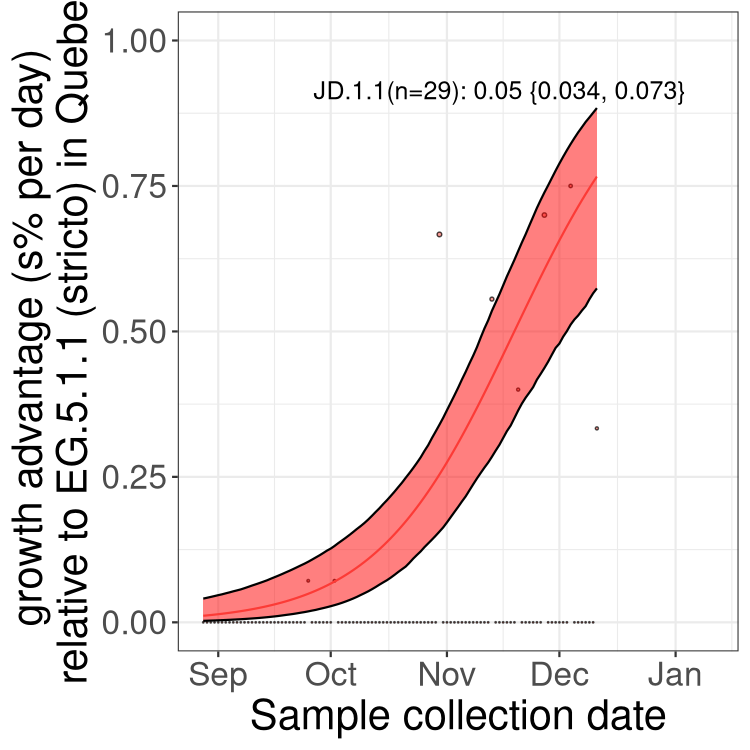 growth advantage (s% per day)
relative to EG.5.1.1 (stricto) in Quebe
1.00
0.75
0.50
0.25
0.00
JD.1.1(n=29): 0.05 {0.034, 0.073}
Sep Oct Nov Dec Jan
Sample collection date